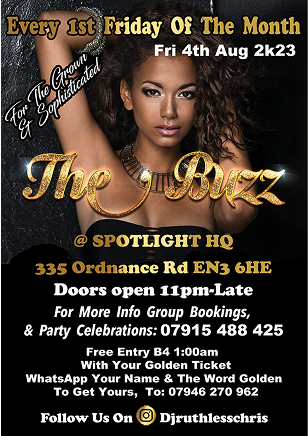 Every 1st Friday Of The Month
Fri 4th Aug 2k23
For The Grown
& Sophisticated
The Buzz
@ SPOTLIGHT HQ
335 Ordnance Rd EN3 6HE
Doors open 11pm-Late
For More Info Group Bookings,
& Party Celebrations: 07915 488 425
Free Entry B4 1:00am
With Your Golden Ticket
WhatsApp Your Name & The Word Golden
To Get Yours, To: 07946 270 962
Follow Us On Djruthlesschris